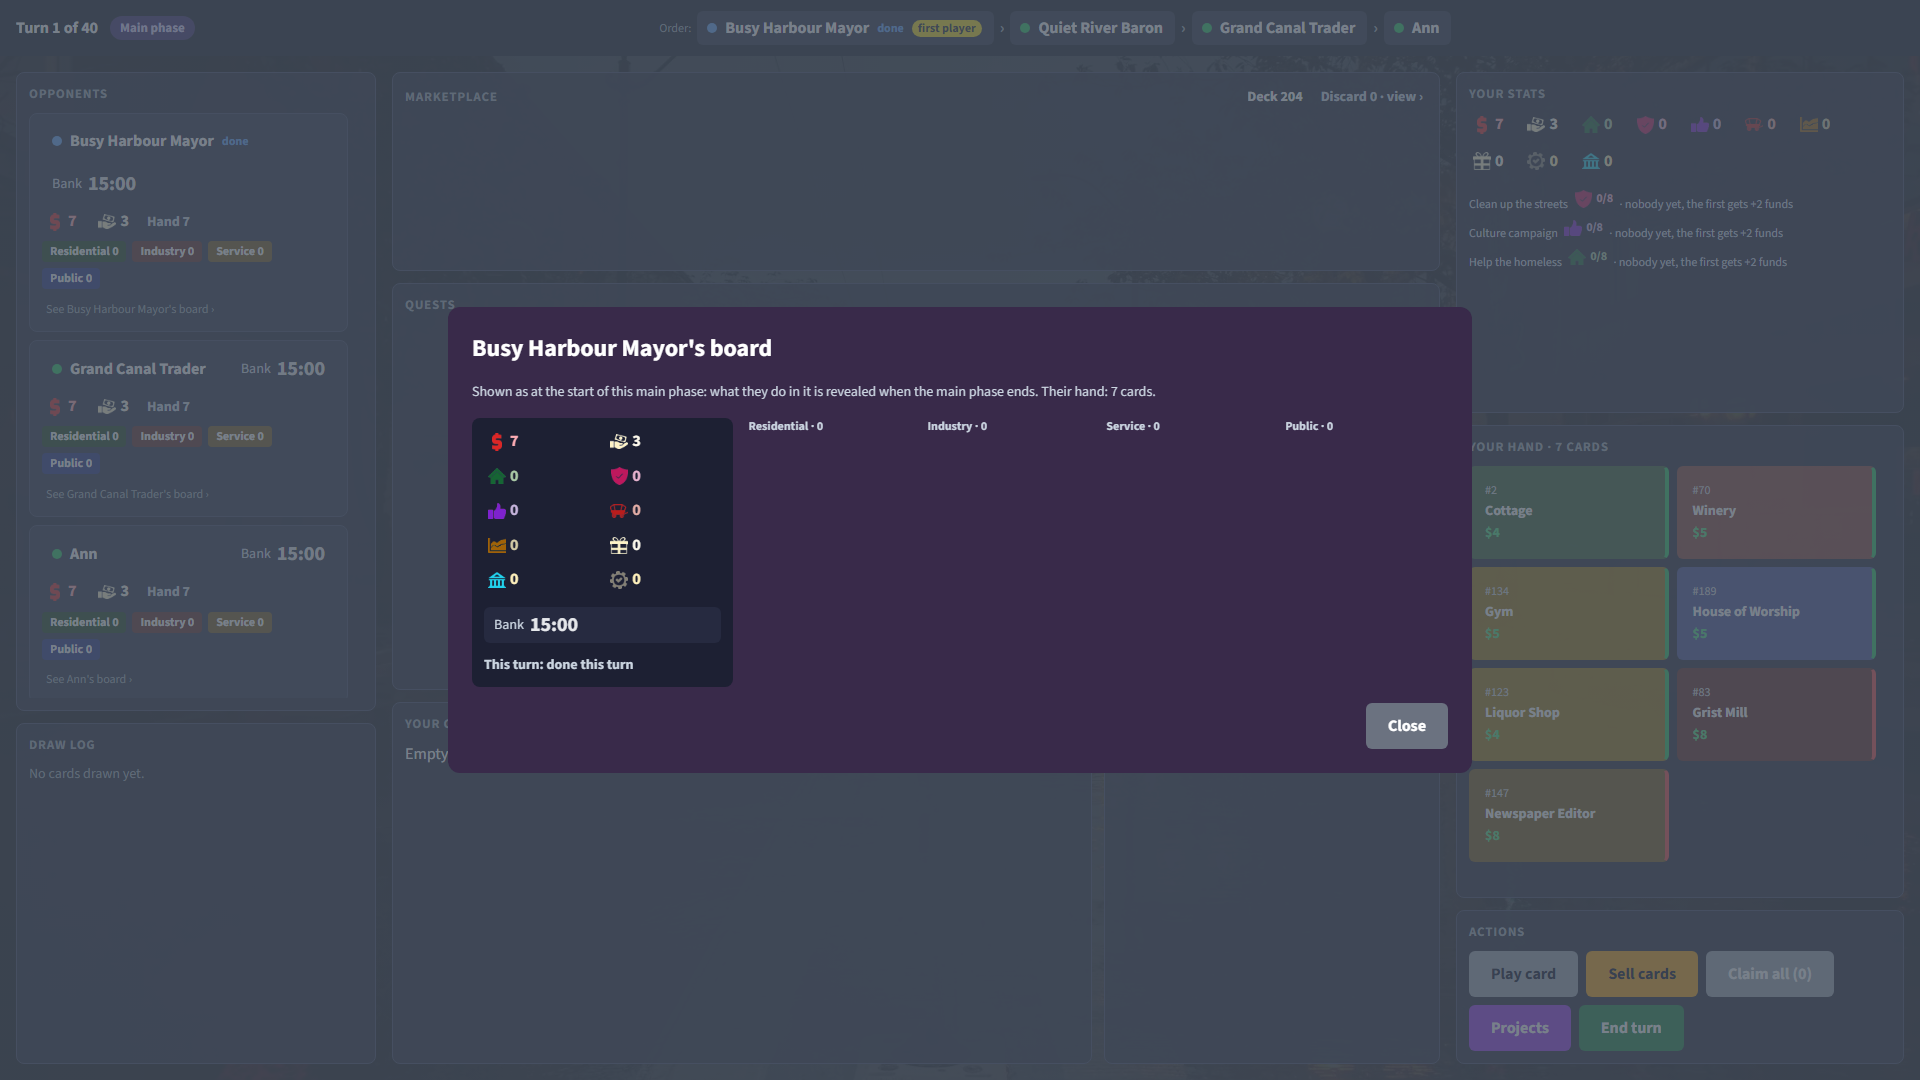 Turn 1 of 40 Main phase
Order: Busy Harbour Mayor done first player › Quiet River Baron › Grand Canal Trader › Ann
OPPONENTS
Busy Harbour Mayor done
Bank 15:00
7 3 Hand 7
Residential 0 Industry 0 Service 0
Public 0
See Busy Harbour Mayor's board ›
Grand Canal Trader Bank 15:00
7 3 Hand 7
Residential 0 Industry 0 Service 0
Public 0
See Grand Canal Trader's board ›
Ann Bank 15:00
7 3 Hand 7
Residential 0 Industry 0 Service 0
Public 0
See Ann's board ›
DRAW LOG
No cards drawn yet.
MARKETPLACE
Deck 204 Discard 0 · view ›
QUESTS
Busy Harbour Mayor's board
Shown as at the start of this main phase: what they do in it is revealed when the main phase ends. Their hand: 7 cards.
7 3
0 0
0 0
0 0
0 0
Bank 15:00
This turn: done this turn
Residential · 0 Industry · 0 Service · 0 Public · 0
Close
YOUR
Empty
YOUR STATS
7 3 0 0 0 0 0
0 0 0
Clean up the streets 0/8 · nobody yet, the first gets +2 funds
Culture campaign 0/8 · nobody yet, the first gets +2 funds
Help the homeless 0/8 · nobody yet, the first gets +2 funds
YOUR HAND · 7 CARDS
#2
Cottage
$4
#70
Winery
$5
#134
Gym
$5
#189
House of Worship
$5
#123
Liquor Shop
$4
#83
Grist Mill
$8
#147
Newspaper Editor
$8
ACTIONS
Play card Sell cards Claim all (0)
Projects End turn